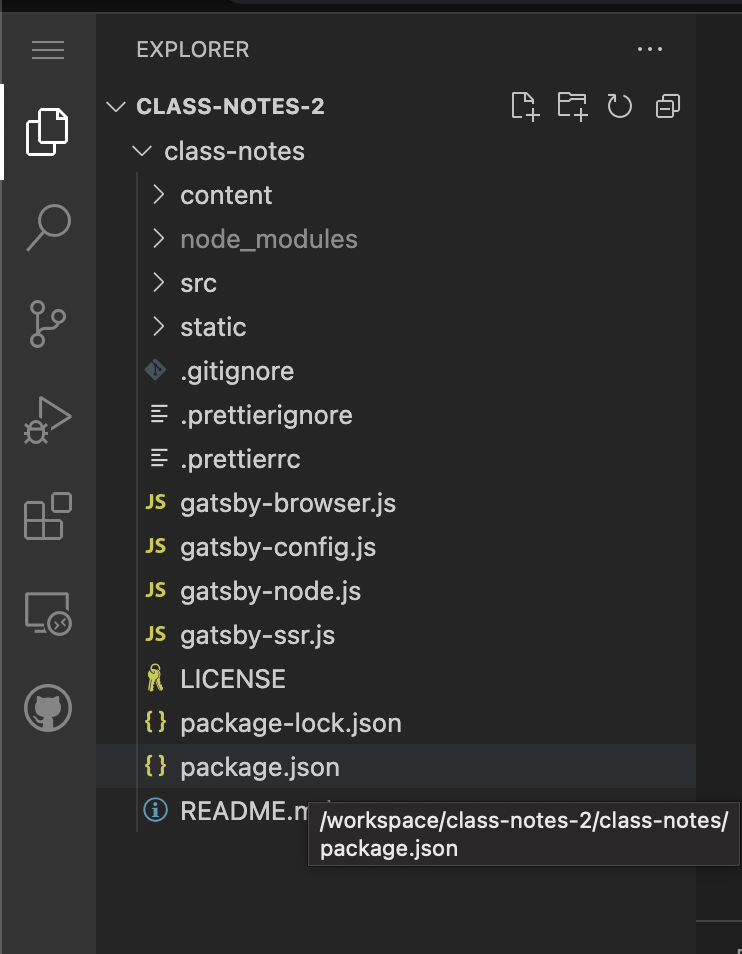 EXPLORER
CLASS-NOTES-2
class-notes
content
node_modules
src
static
.gitignore
.prettierignore
.prettierrc
JS gatsby-browser.js
JS gatsby-config.js
JS gatsby-node.js
JS gatsby-ssr.js
LICENSE
{} package-lock.json
{} package.json
README.m
/workspace/class-notes-2/class-notes/
package.json